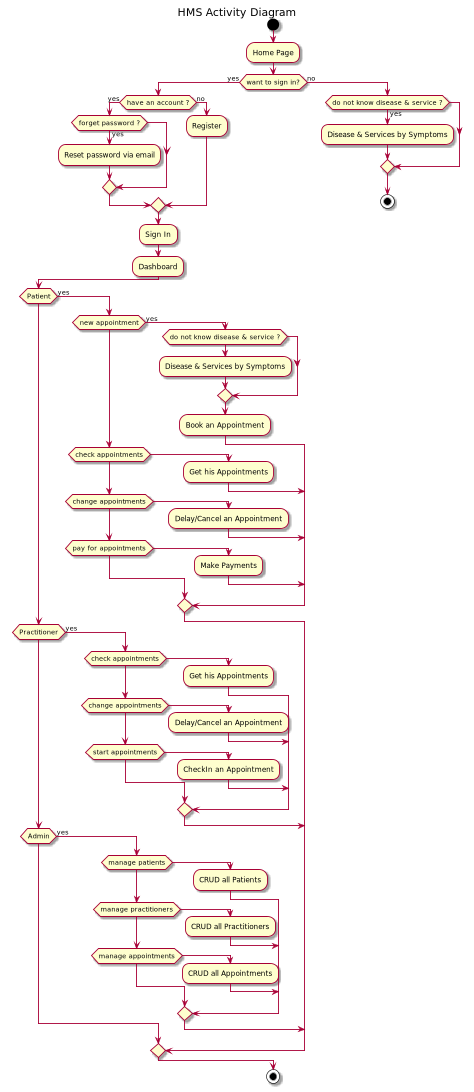 HMS Activity Diagram
Home Page
yes
want to sign in?
no
yes
have an account ?
no
do not know disease & service ?
yes
forget password ?
yes
Register
Disease & Services by Symptoms
Reset password via email
Sign In
Dashboard
Patient
yes
new appointment
yes
do not know disease & service ?
Disease & Services by Symptoms
Book an Appointment
check appointments
Get his Appointments
change appointments
Delay/Cancel an Appointment
pay for appointments
Make Payments
Practitioner
yes
check appointments
Get his Appointments
change appointments
Delay/Cancel an Appointment
start appointments
CheckIn an Appointment
Admin
yes
manage patients
CRUD all Patients
manage practitioners
CRUD all Practitioners
manage appointments
CRUD all Appointments